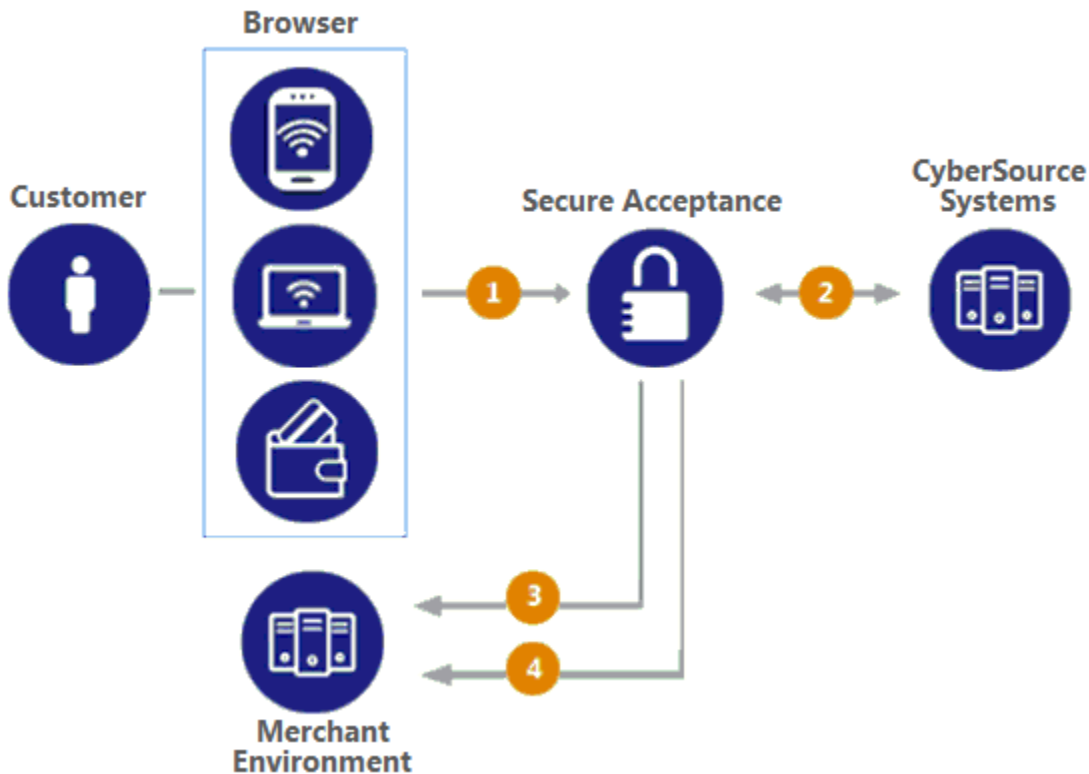 Browser
Customer
Secure Acceptance
CyberSource
Systems
1
2
3
4
Merchant
Environment